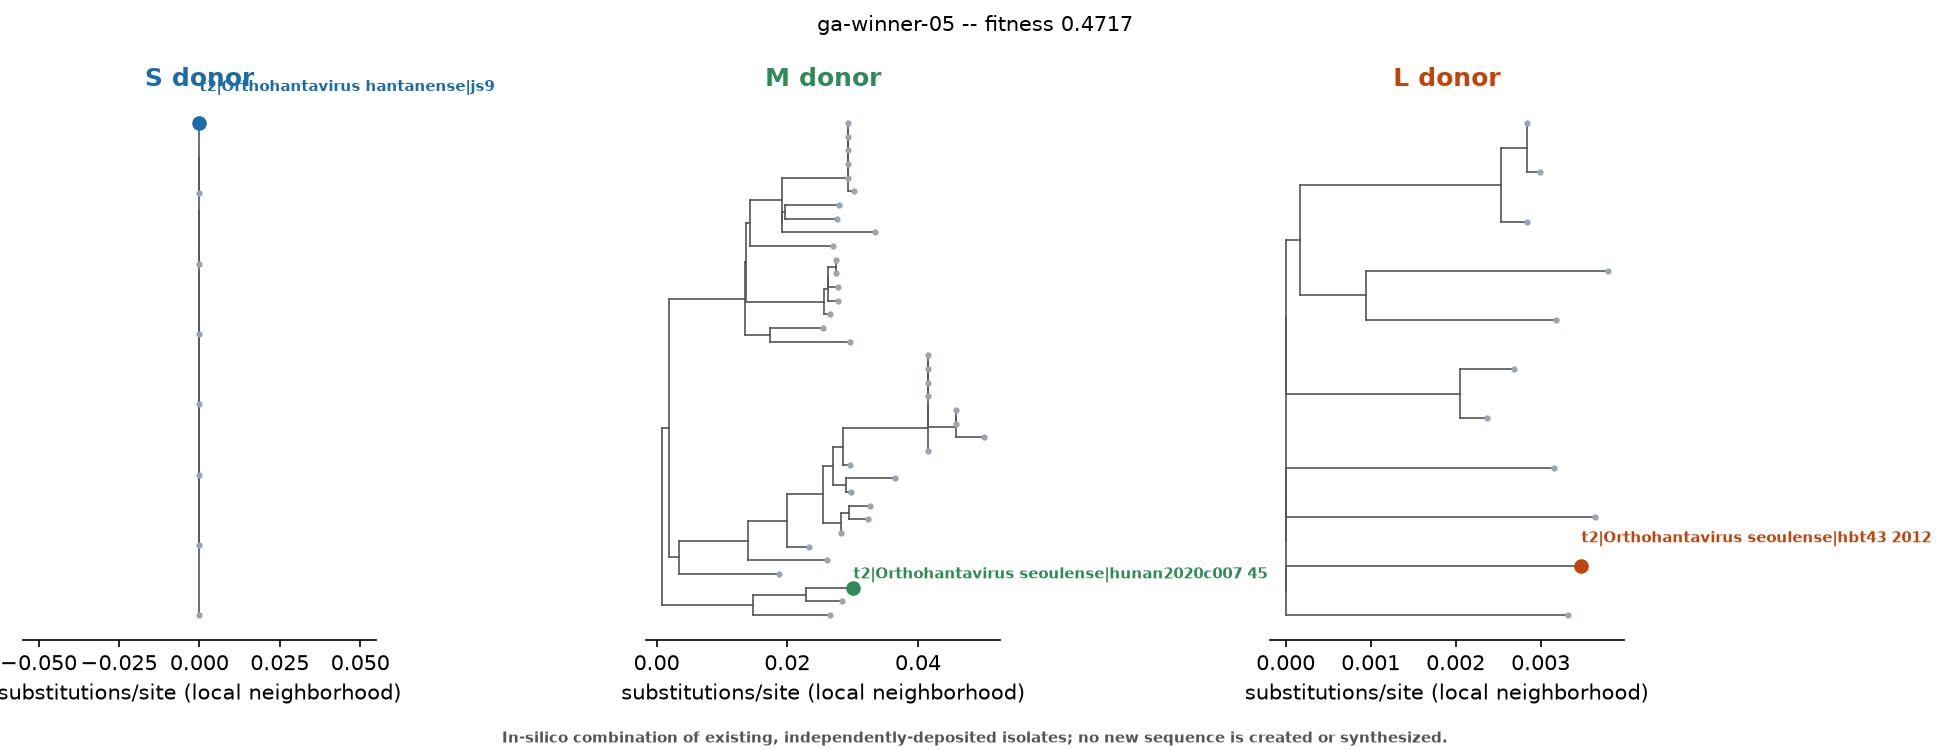 ga-winner-05 -- fitness 0.4717
S donor
t2|Orthohantavirus hantanense|js9
M donor
L donor
t2|Orthohantavirus seoulense|hunan2020c007 45
t2|Orthohantavirus seoulense|hbt43 2012
−0.050 −0.025 0.000 0.025 0.050
substitutions/site (local neighborhood)
0.00 0.02 0.04
substitutions/site (local neighborhood)
0.000 0.001 0.002 0.003
substitutions/site (local neighborhood)
In-silico combination of existing, independently-deposited isolates; no new sequence is created or synthesized.